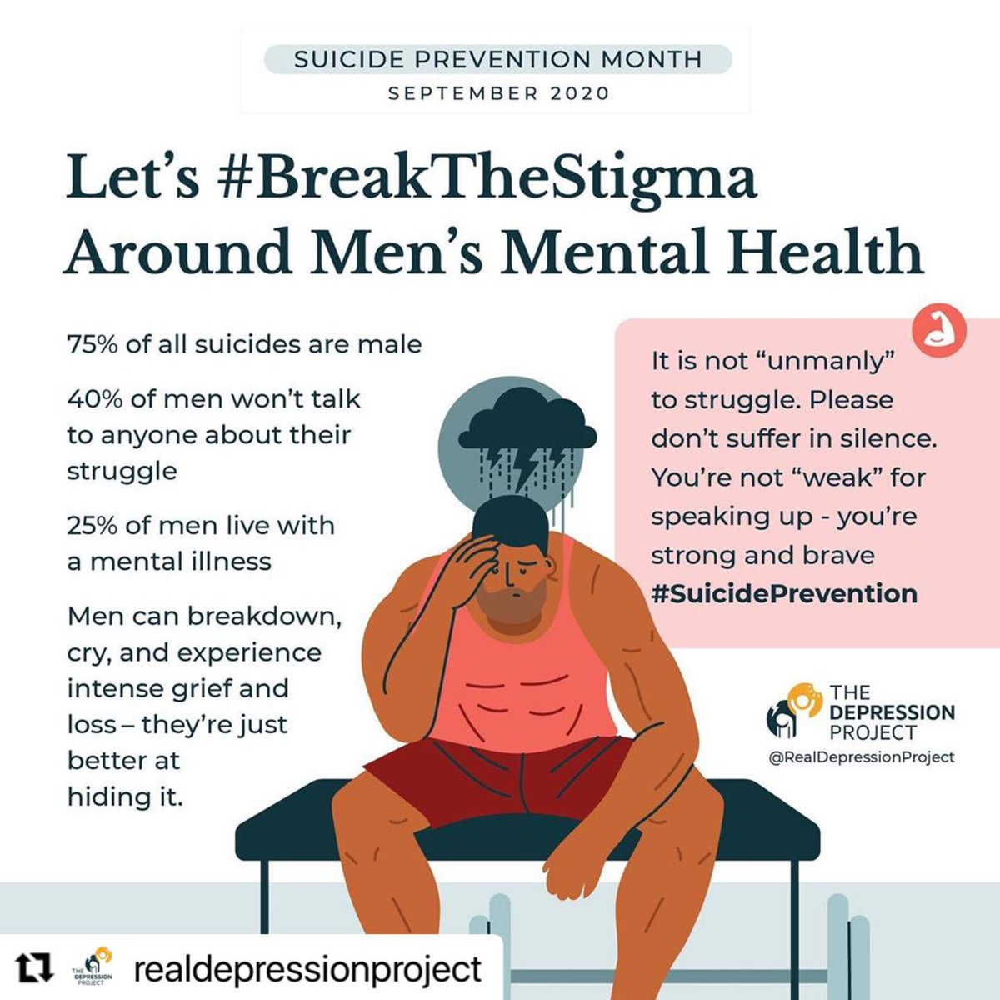 SUICIDE PREVENTION MONTH
SEPTEMBER 2020
Let's #BreakTheStigma
Around Men's Mental Health
75% of all suicides are male
40% of men won't talk
to anyone about their
struggle
25% of men live with
a mental illness
Men can breakdown,
cry, and experience
intense grief and
loss – they're just
better at
hiding it.
It is not “unmanly”
to struggle. Please
don't suffer in silence.
You're not “weak” for
speaking up - you're
strong and brave
#SuicidePrevention
THE
DEPRESSION
PROJECT
@RealDepressionProject
THE
DEPRESSION
PROJECT
realdepressionproject